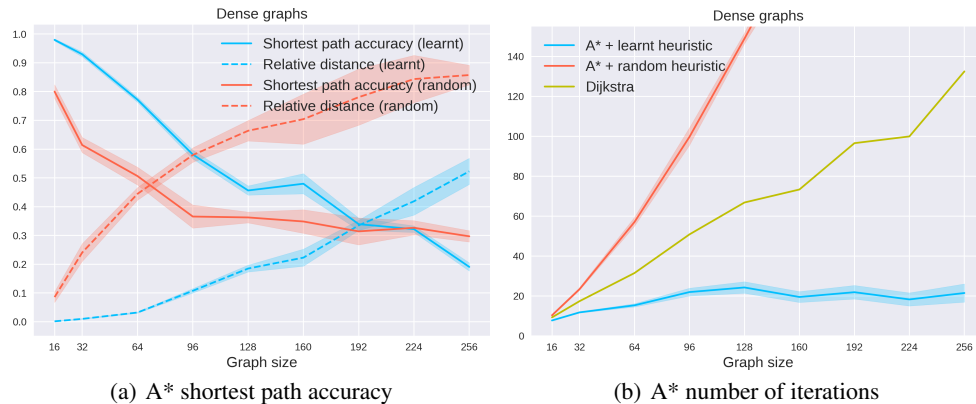 Dense graphs
1.0
0.9
0.8
0.7
0.6
0.5
0.4
0.3
0.2
0.1
0.0
Shortest path accuracy (learnt)
Relative distance (learnt)
Shortest path accuracy (random)
Relative distance (random)
16 32 64 96 128 160 192 224 256
Graph size
(a) A* shortest path accuracy
Dense graphs
140
120
100
80
60
40
20
0
A* + learnt heuristic
A* + random heuristic
Dijkstra
16 32 64 96 128 160 192 224 256
Graph size
(b) A* number of iterations